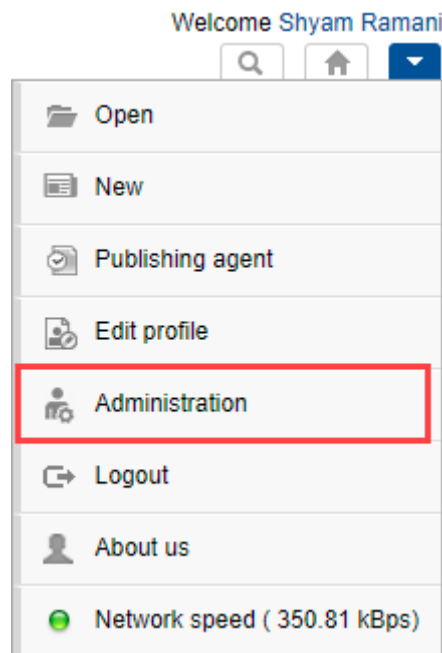 Welcome Shyam Ramani
Open
New
Publishing agent
Edit profile
Administration
Logout
About us
Network speed ( 350.81 kBps)